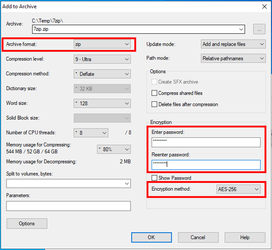 Add to Archive
Archive:
C:\Temp\7zip\
7zip.zip
...
Archive format:
zip
Compression level:
9 - Ultra
Compression method:
* Deflate
Dictionary size:
* 32 KB
Word size:
* 128
Solid Block size:
Number of CPU threads:
* 8
/ 8
Memory usage for Compressing:
544 MB / 52 GB / 64 GB
* 80%
Memory usage for Decompressing:
2 MB
Split to volumes, bytes:
Parameters:
Options
Update mode:
Add and replace files
Path mode:
Relative pathnames
Options
Create SFX archive
Compress shared files
Delete files after compression
Encryption
Enter password:
Reenter password:
Show Password
Encryption method:
AES-256
OK
Cancel
Help